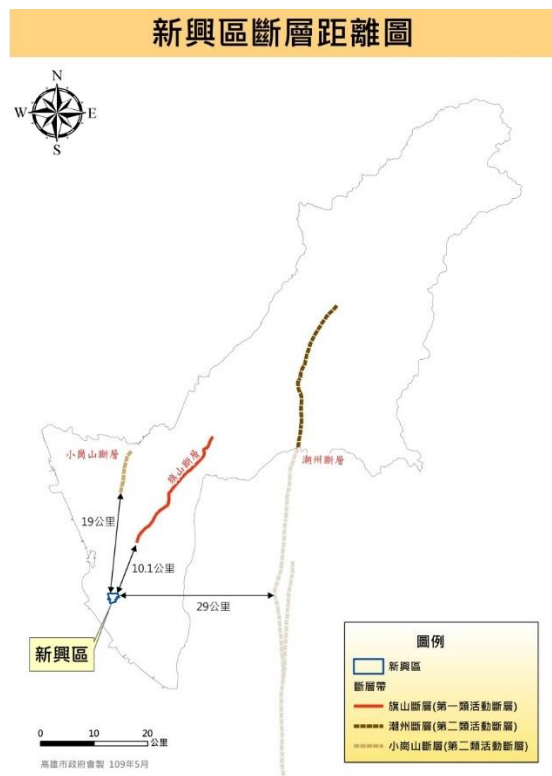 新興區斷層距離圖
N
W
E
S
小崗山斷層
旗山斷層
潮州斷層
19公里
10.1公里
29公里
新興區
圖例
新興區
斷層帶
旗山斷層(第一類活動斷層)
潮州斷層(第二類活動斷層)
小崗山斷層(第二類活動斷層)
0 10 20
公里
高雄市政府會製 109年5月